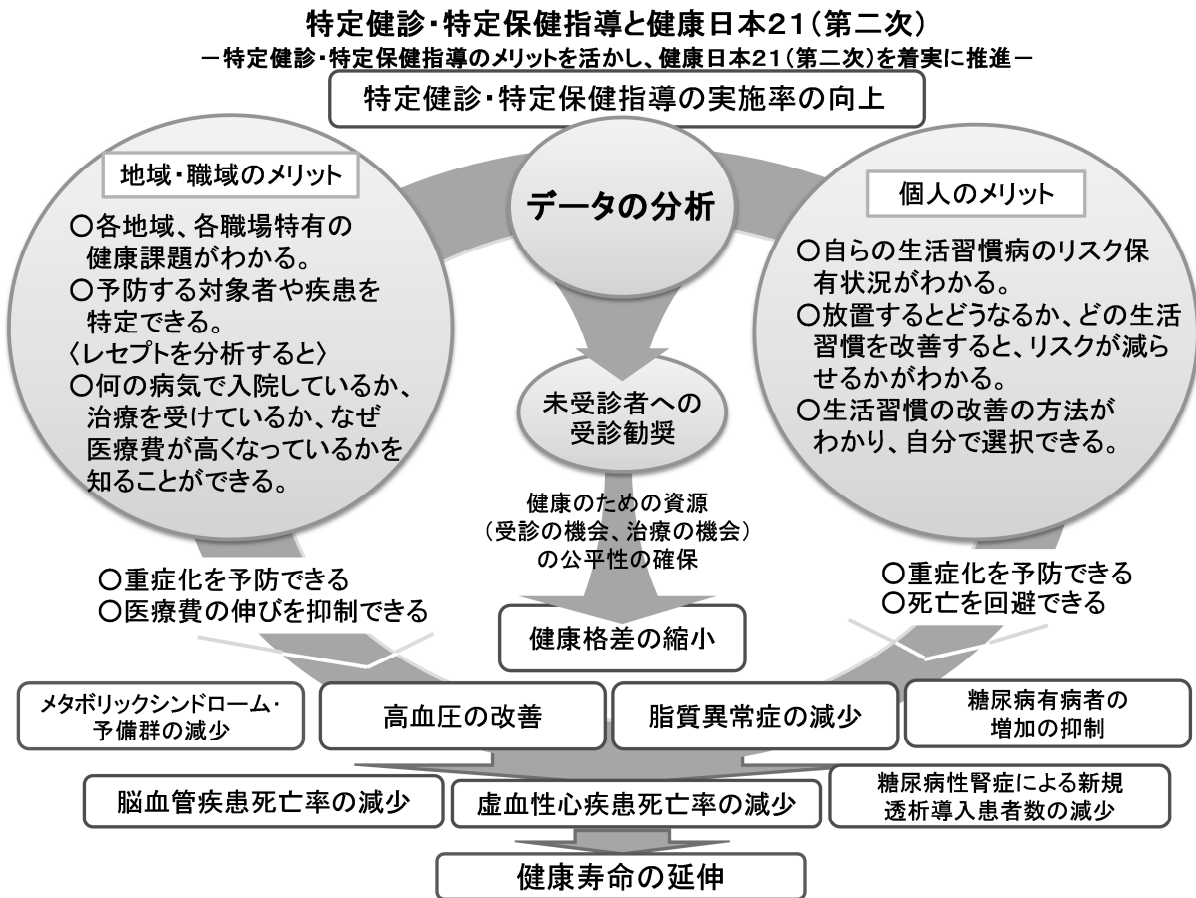 特定健診・特定保健指導と健康日本21(第二次)
－特定健診・特定保健指導のメリットを活かし、健康日本21(第二次)を着実に推進－
特定健診・特定保健指導の実施率の向上
地域・職域のメリット
○各地域、各職場特有の
健康課題がわかる。
○予防する対象者や疾患を
特定できる。
〈レセプトを分析すると〉
○何の病気で入院しているか、
治療を受けているか、なぜ
医療費が高くなっているかを
知ることができる。
データの分析
個人のメリット
○自らの生活習慣病のリスク保
有状況がわかる。
○放置するとどうなるか、どの生活
習慣を改善すると、リスクが減ら
せるかがわかる。
○生活習慣の改善の方法が
わかり、自分で選択できる。
未受診者への
受診勧奨
健康のための資源
(受診の機会、治療の機会)
の公平性の確保
○重症化を予防できる
○医療費の伸びを抑制できる
○重症化を予防できる
○死亡を回避できる
健康格差の縮小
メタボリックシンドローム・
予備群の減少
高血圧の改善
脂質異常症の減少
糖尿病有病者の
増加の抑制
脳血管疾患死亡率の減少
虚血性心疾患死亡率の減少
糖尿病性腎症による新規
透析導入患者数の減少
健康寿命の延伸